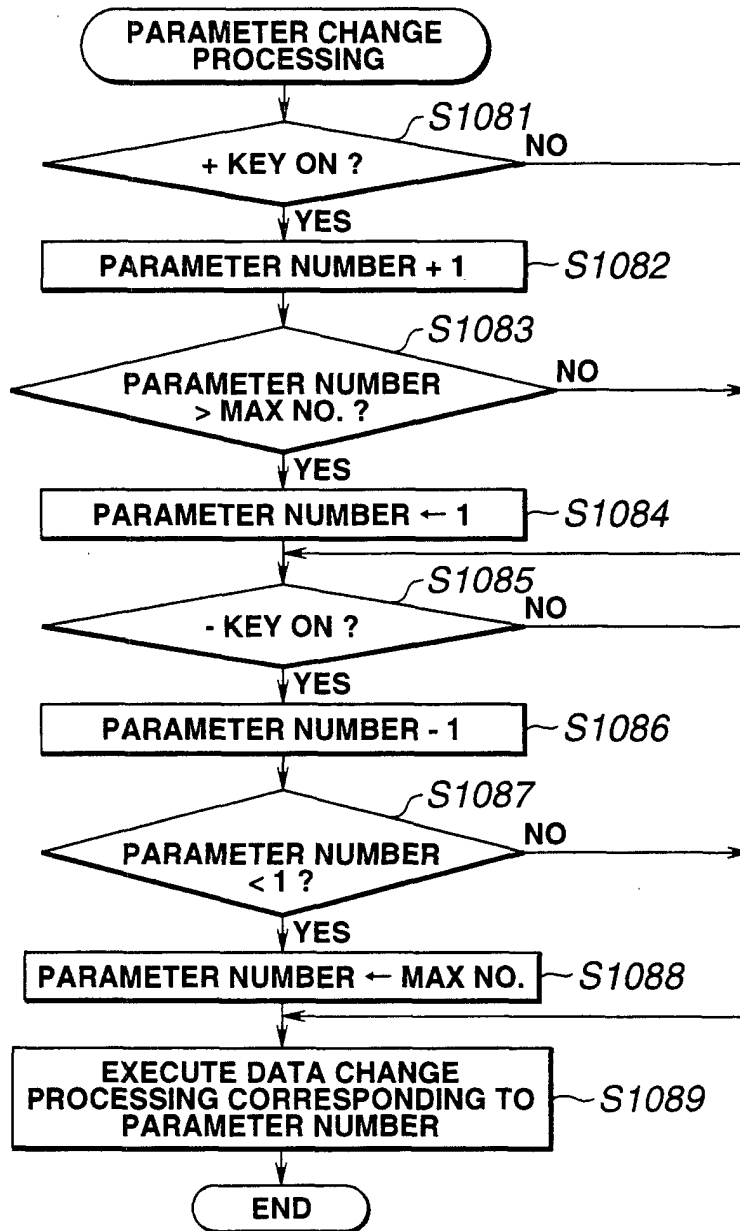 PARAMETER CHANGE
PROCESSING
S1081
+ KEY ON ?
NO
YES
PARAMETER NUMBER + 1
S1082
S1083
PARAMETER NUMBER
> MAX NO. ?
NO
YES
PARAMETER NUMBER ← 1
S1084
S1085
- KEY ON ?
NO
YES
PARAMETER NUMBER - 1
S1086
S1087
PARAMETER NUMBER
< 1 ?
NO
YES
PARAMETER NUMBER ← MAX NO.
S1088
EXECUTE DATA CHANGE
PROCESSING CORRESPONDING TO
PARAMETER NUMBER
S1089
END